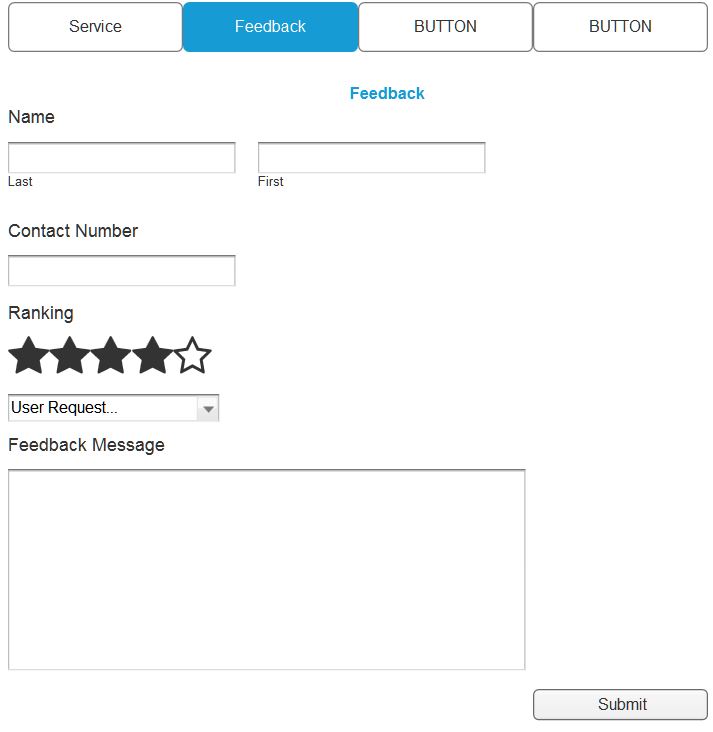 Service Feedback BUTTON BUTTON
Feedback
Name
Last First
Contact Number
Ranking
User Request...
Feedback Message
Submit